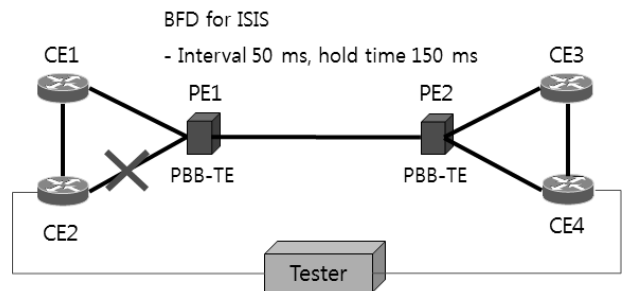 BFD for ISIS
- Interval 50 ms, hold time 150 ms
CE1
CE3
PE1
PE2
PBB-TE
PBB-TE
CE2
CE4
Tester